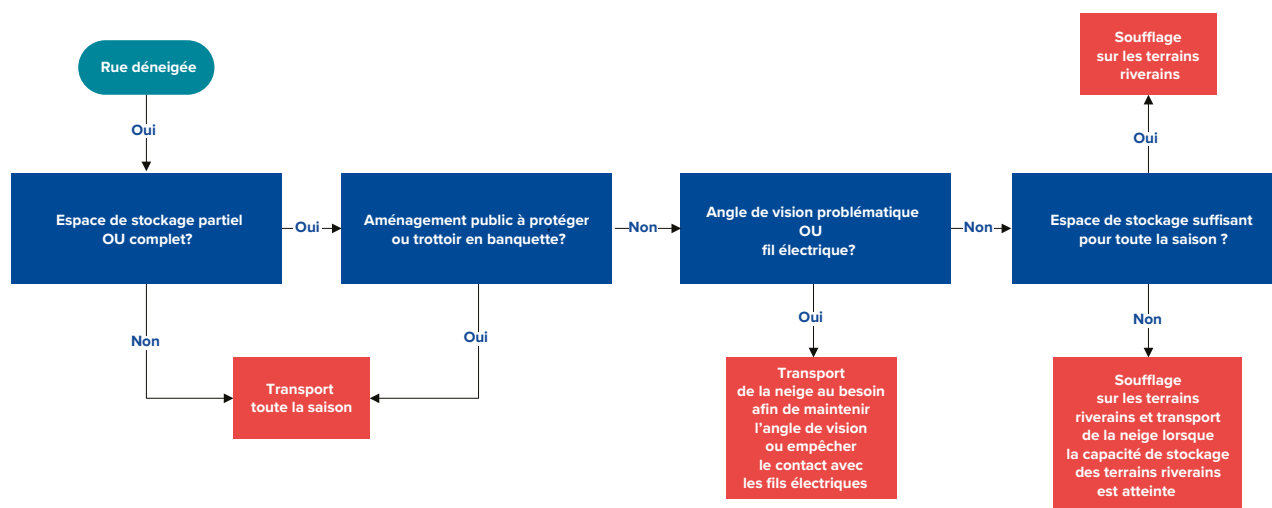 Rue déneigée
Oui
Espace de stockage partiel
OU complet?
Oui
Aménagement public à protéger
ou trottoir en banquette?
Non
Angle de vision problématique
OU
fil électrique?
Non
Espace de stockage suffisant
pour toute la saison ?
Oui
Soufflage
sur les terrains
riverains
Non
Oui
Transport
toute la saison
Oui
Transport
de la neige au besoin
afin de maintenir
l'angle de vision
ou empêcher
le contact avec
les fils électriques
Non
Soufflage
sur les terrains
riverains et transport
de la neige lorsque
la capacité de stockage
des terrains riverains
est atteinte